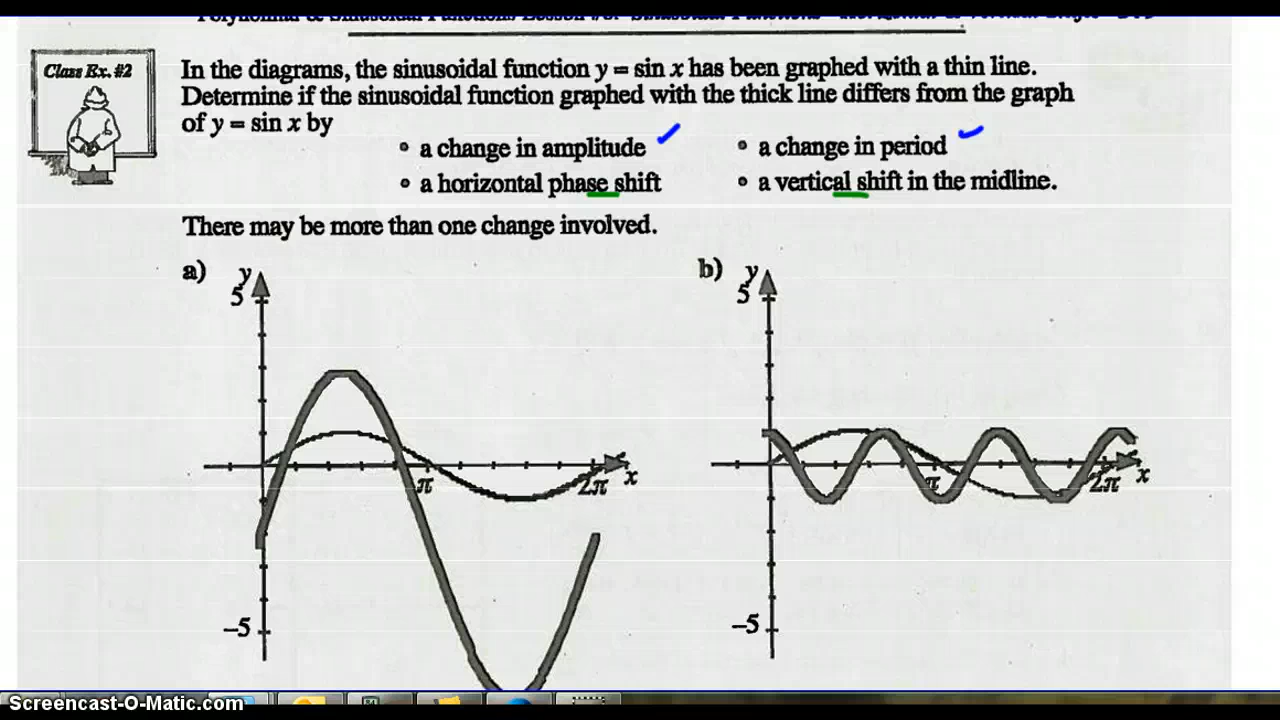 Class Ex. #2
In the diagrams, the sinusoidal function y = sin x has been graphed with a thin line.
Determine if the sinusoidal function graphed with the thick line differs from the graph
of y = sin x by
• a change in amplitude
• a change in period
• a horizontal phase shift
• a vertical shift in the midline.
There may be more than one change involved.
a)
y
5
π
2π
x
-5
b)
y
5
π
2π
x
-5
Screencast-O-Matic.com